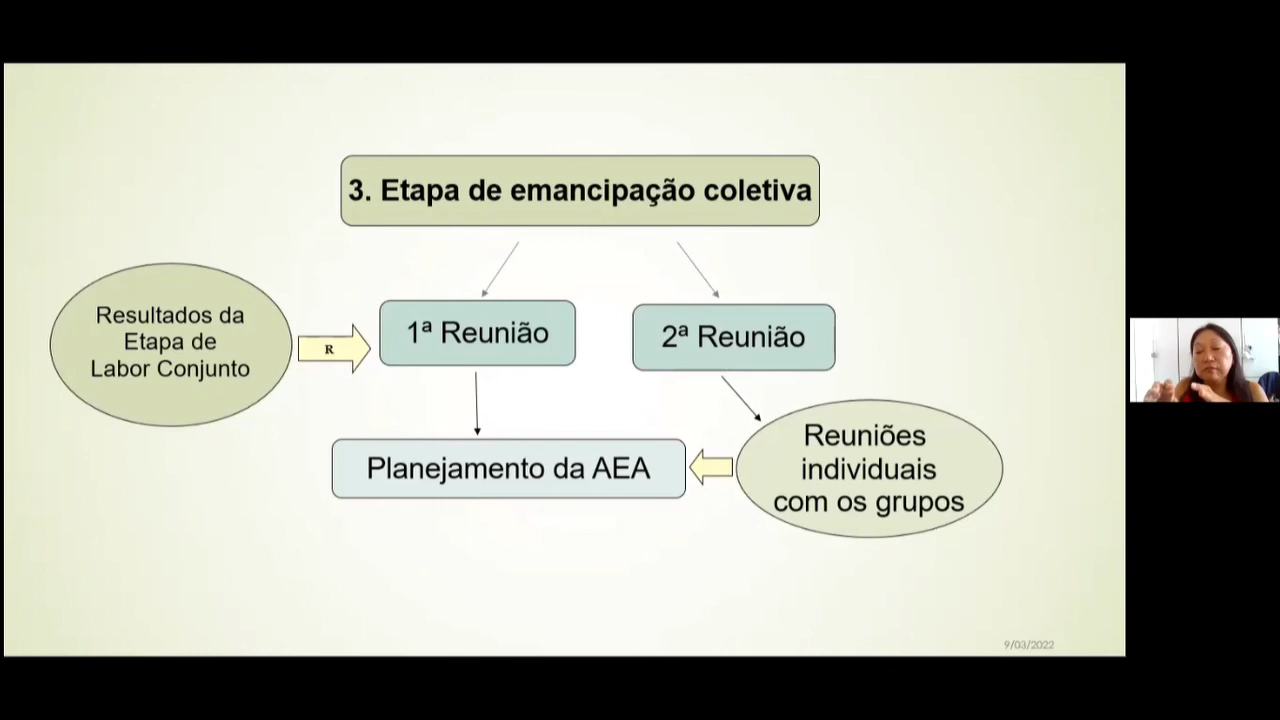 3. Etapa de emancipação coletiva
Resultados da
Etapa de
Labor Conjunto
R
1ª Reunião
2ª Reunião
Planejamento da AEA
Reuniões
individuais
com os grupos
9/03/2022